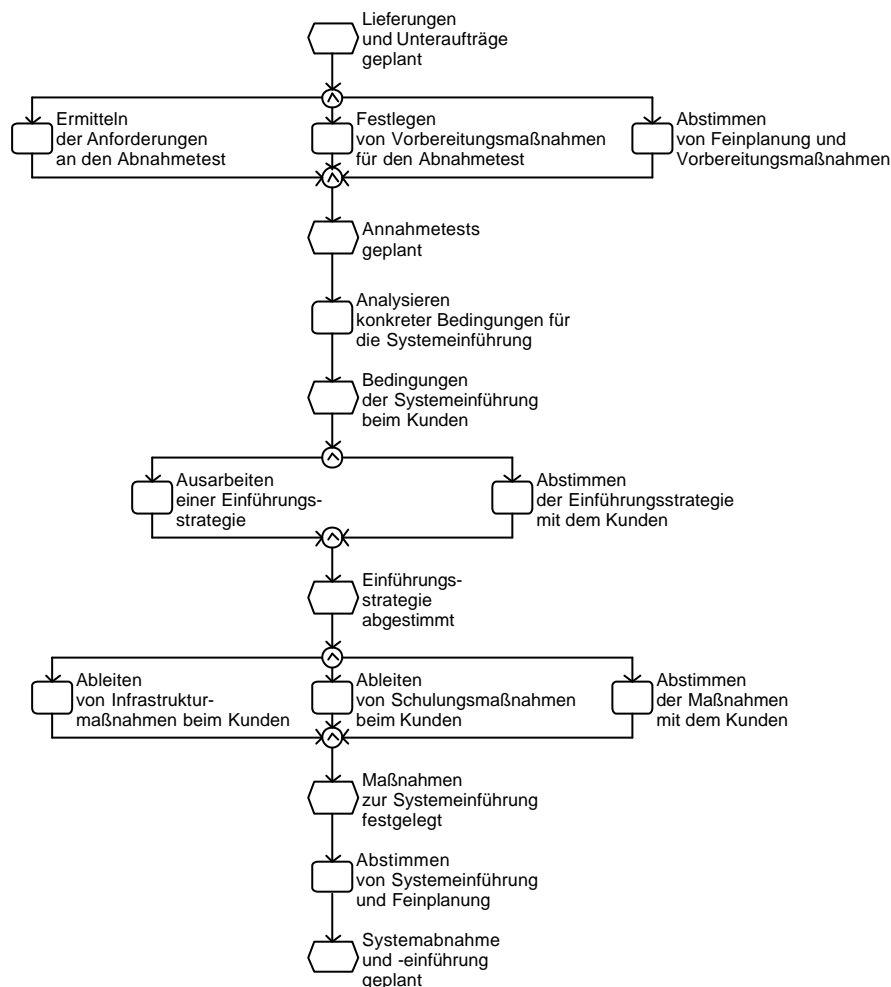 Lieferungen
und Unteraufträge
geplant
Ermitteln
der Anforderungen
an den Abnahmetest
Festlegen
von Vorbereitungsmaßnahmen
für den Abnahmetest
Abstimmen
von Feinplanung und
Vorbereitungsmaßnahmen
Annahmetests
geplant
Analysieren
konkreter Bedingungen für
die Systemeinführung
Bedingungen
der Systemeinführung
beim Kunden
Ausarbeiten
einer Einführungs-
strategie
Abstimmen
der Einführungsstrategie
mit dem Kunden
Einführungs-
strategie
abgestimmt
Ableiten
von Infrastruktur-
maßnahmen beim Kunden
Ableiten
von Schulungsmaßnahmen
beim Kunden
Abstimmen
der Maßnahmen
mit dem Kunden
Maßnahmen
zur Systemeinführung
festgelegt
Abstimmen
von Systemeinführung
und Feinplanung
Systemabnahme
und -einführung
geplant